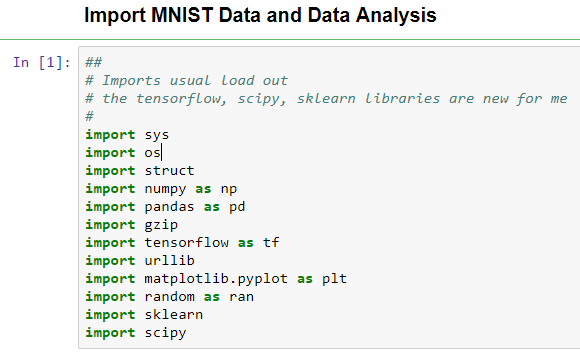 Import MNIST Data and Data Analysis
In [1]: ##
# Imports usual load out
# the tensorflow, scipy, sklearn libraries are new for me
#
import sys
import os
import struct
import numpy as np
import pandas as pd
import gzip
import tensorflow as tf
import urllib
import matplotlib.pyplot as plt
import random as ran
import sklearn
import scipy